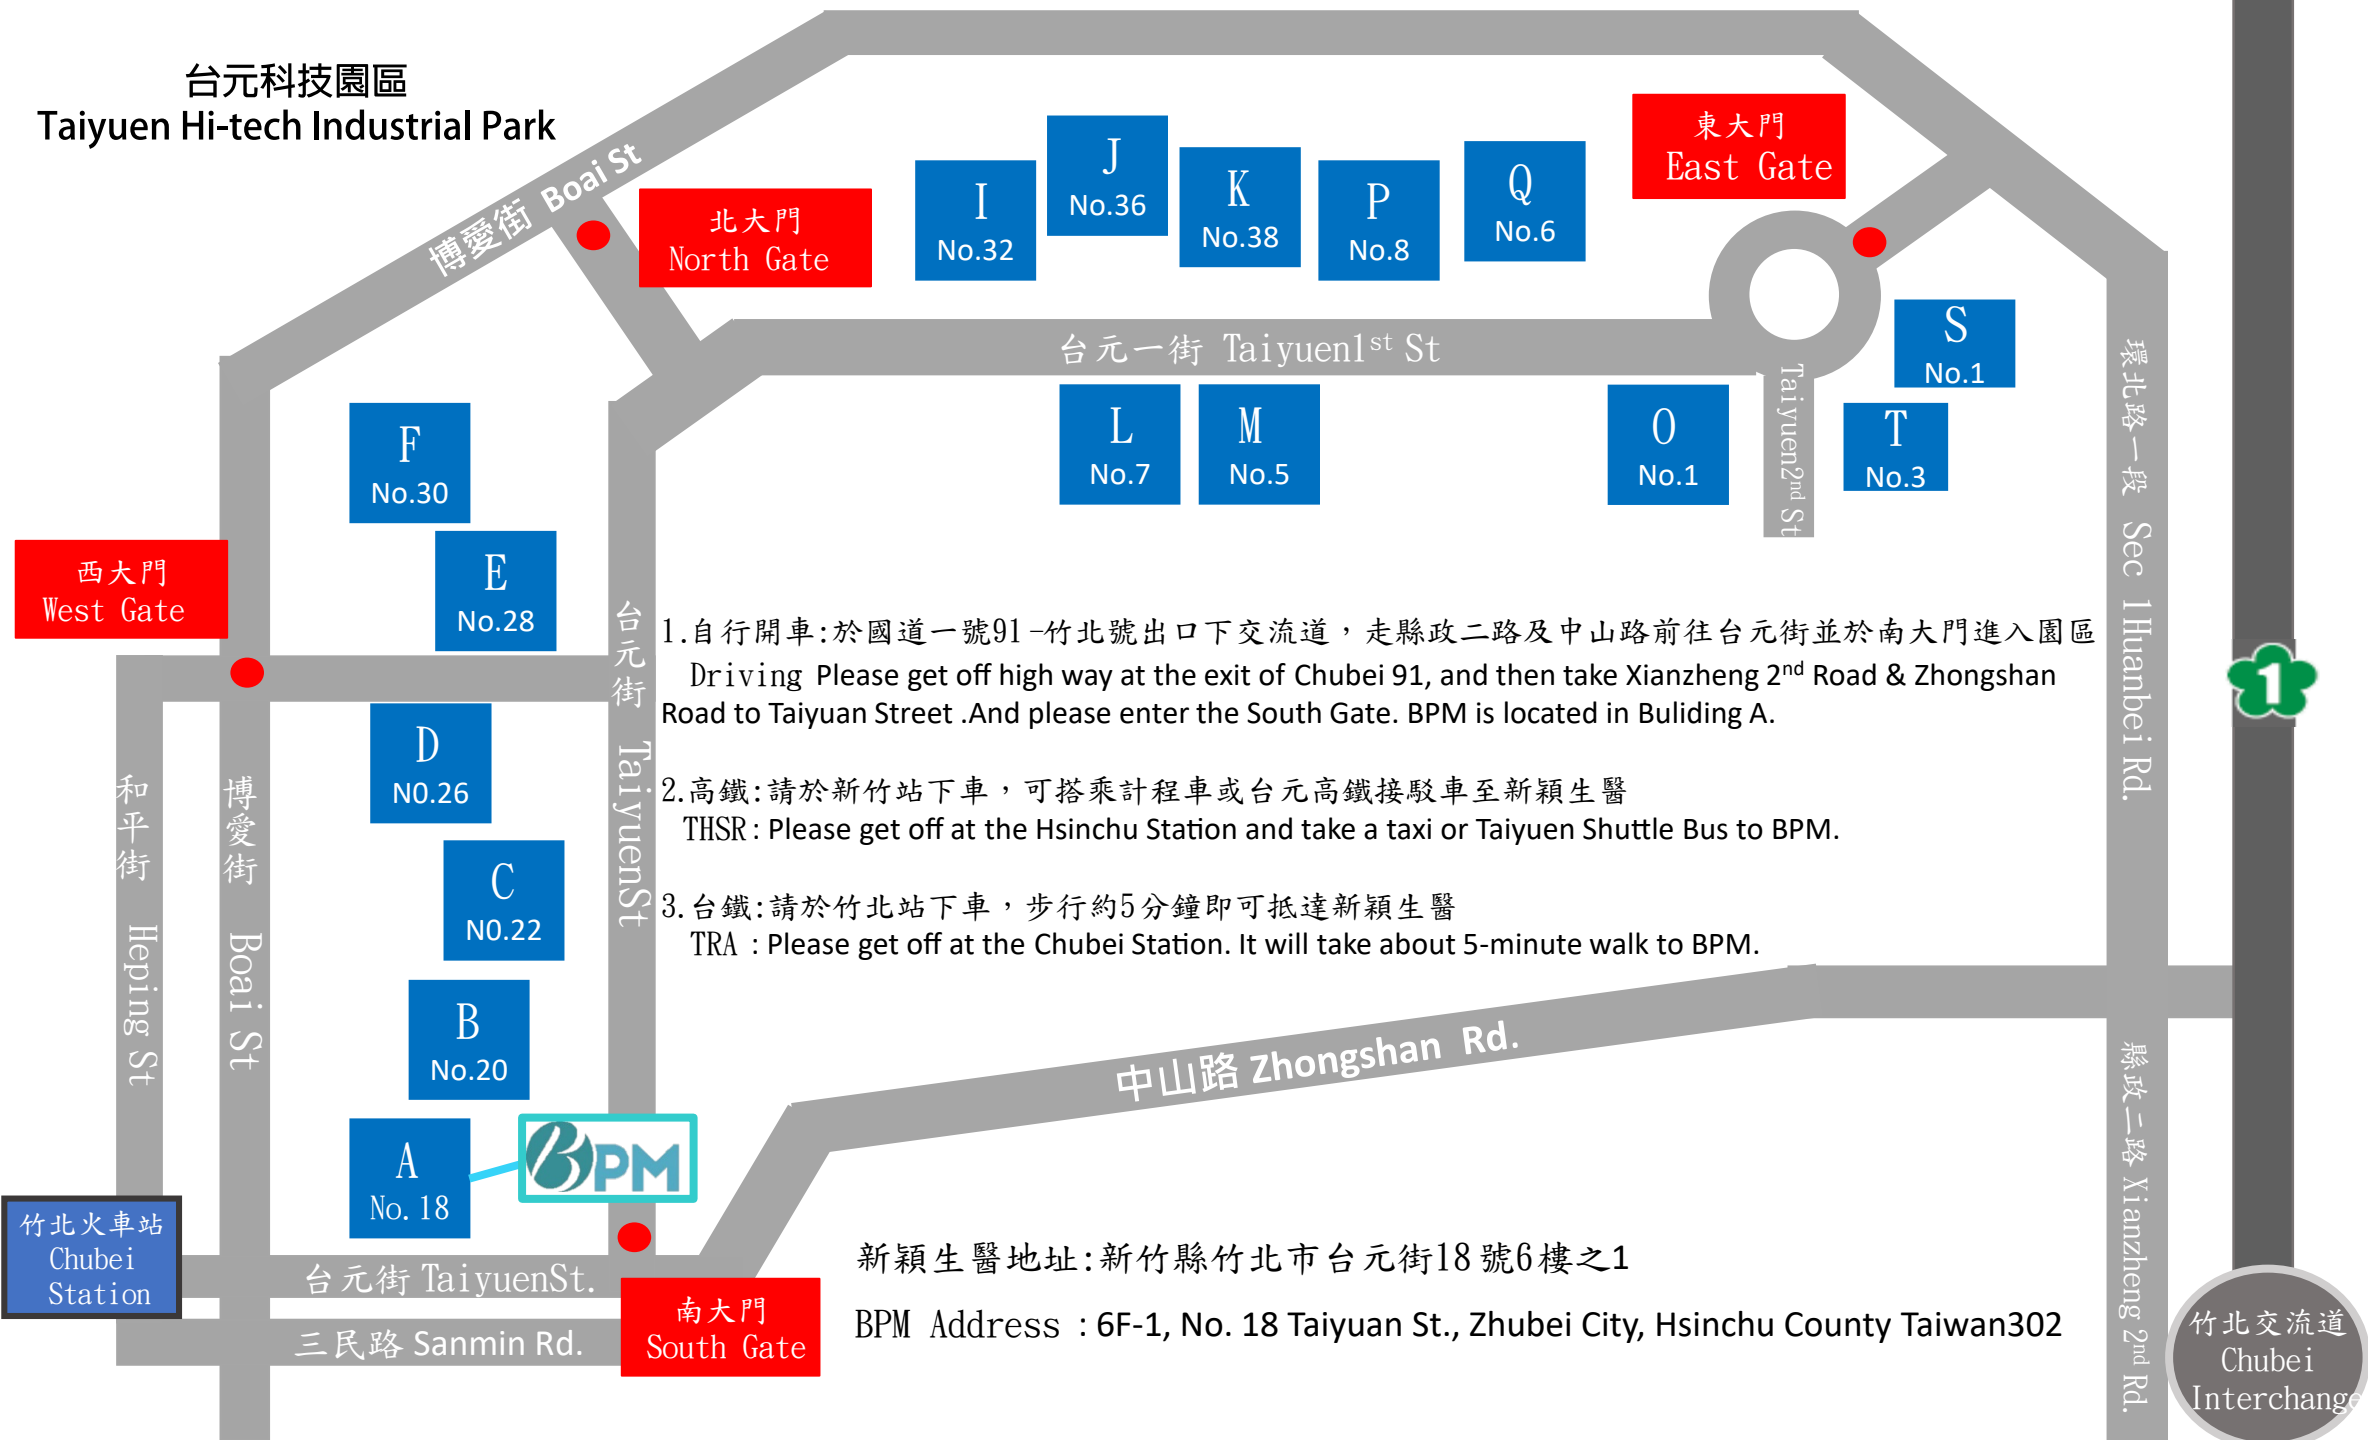 台元科技園區
Taiyuen Hi-tech Industrial Park
博愛街 Boai St
北大門
North Gate
I
No.32
J
No.36
K
No.38
P
No.8
Q
No.6
東大門
East Gate
台元一街 Taiyuen1st St
S
No.1
T
No.3
Taiyuen2nd St
L
No.7
M
No.5
O
No.1
環北路一段 Sec 1Huanbei Rd.
F
No.30
E
No.28
西大門
West Gate
台元街 TaiyuenSt
1.自行開車:於國道一號91-竹北號出口下交流道，走縣政二路及中山路前往台元街並於南大門進入園區
Driving Please get off high way at the exit of Chubei 91, and then take Xianzheng 2nd Road & Zhongshan
Road to Taiyuan Street .And please enter the South Gate. BPM is located in Buliding A.
1
D
N0.26
2.高鐵:請於新竹站下車，可搭乘計程車或台元高鐵接駁車至新穎生醫
THSR: Please get off at the Hsinchu Station and take a taxi or Taiyuen Shuttle Bus to BPM.
和平街 Heping St
博愛街 Boai St
C
N0.22
3.台鐵:請於竹北站下車，步行約5分鐘即可抵達新穎生醫
TRA : Please get off at the Chubei Station. It will take about 5-minute walk to BPM.
B
No.20
中山路 Zhongshan Rd.
縣政二路 Xianzheng 2nd Rd.
A
No.18
BPM
竹北火車站
Chubei
Station
台元街 TaiyuenSt.
三民路 Sanmin Rd.
南大門
South Gate
新穎生醫地址:新竹縣竹北市台元街18號6樓之1
BPM Address : 6F-1, No. 18 Taiyuan St., Zhubei City, Hsinchu County Taiwan302
竹北交流道
Chubei
Interchange